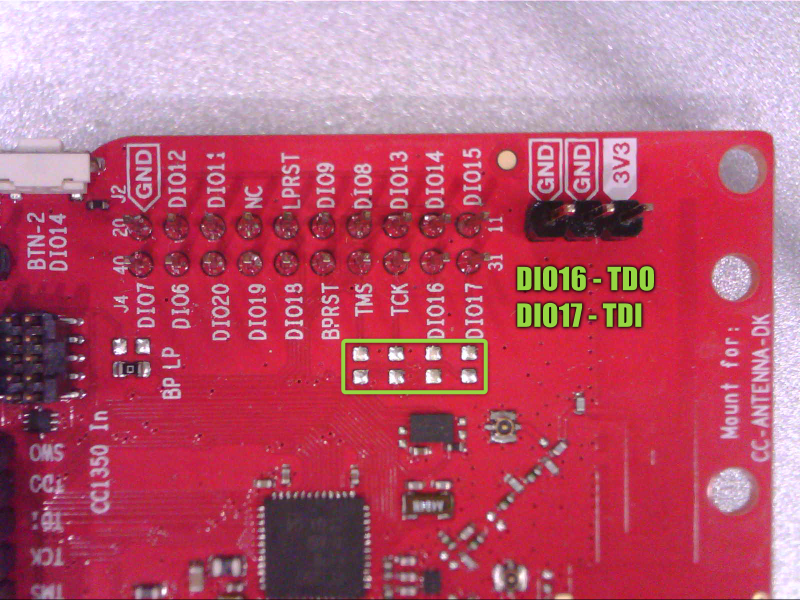 GND
DIO12
DIO11
NC
LPRST
DIO9
DIO8
DIO13
DIO14
DIO15
GND
GND
3V3
J2
20
11
BTN-2
DIO14
40
31
J4
DIO7
DIO6
DIO20
DIO19
DIO18
BPRST
TMS
TCK
DIO16
DIO17
DIO16 - TDO
DIO17 - TDI
BP LP
Mount for:
CC-ANTENNA-DK
CC1350 In
SWO
TCK
TMS